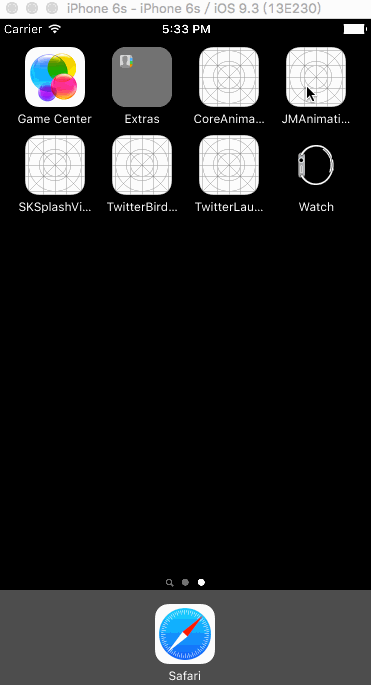 iPhone 6s - iPhone 6s / iOS 9.3 (13E230)
Carrier 5:33 PM
Game Center Extras CoreAnima... JMAnimati...
SKSplashVi... TwitterBird... TwitterLau... Watch
Safari